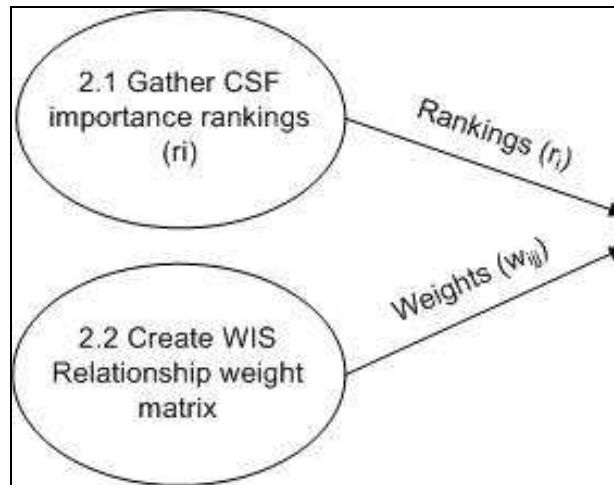 2.1 Gather CSF
importance rankings
(ri)
Rankings (rᵢ)
Weights (wᵢⱼ)
2.2 Create WIS
Relationship weight
matrix